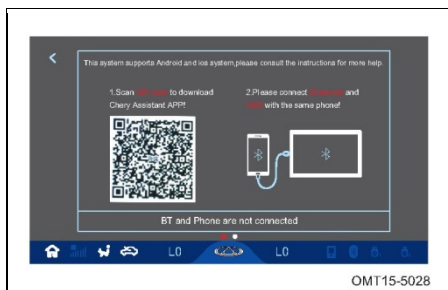 This system supports Android and ios system,please consult the instructions for more help.
1.Scan to download
Chery Assistant APP!
2.Please connect and
with the same phone!
BT and Phone are not connected
L0 L0
OMT15-5028